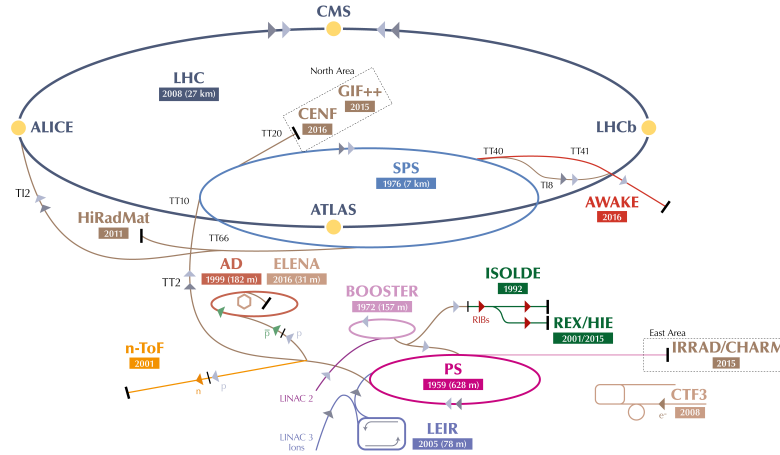 CMS
North Area
LHC
2008 (27 km)
GIF++
2015
CENF
2016
TT20
ALICE
LHCb
TT40
TT41
SPS
1976 (7 km)
TI8
TI2
TT10
AWAKE
2016
HiRadMat
2011
ATLAS
TT66
TT2
AD
1999 (182 m)
ELENA
2016 (31 m)
ISOLDE
1992
BOOSTER
1972 (157 m)
RIBs
REX/HIE
2001/2015
p
p
East Area
n-ToF
2001
IRRAD/CHARM
2015
PS
1959 (628 m)
n
p
LINAC 2
CTF3
2008
e-
LEIR
2005 (78 m)
LINAC 3
Ions